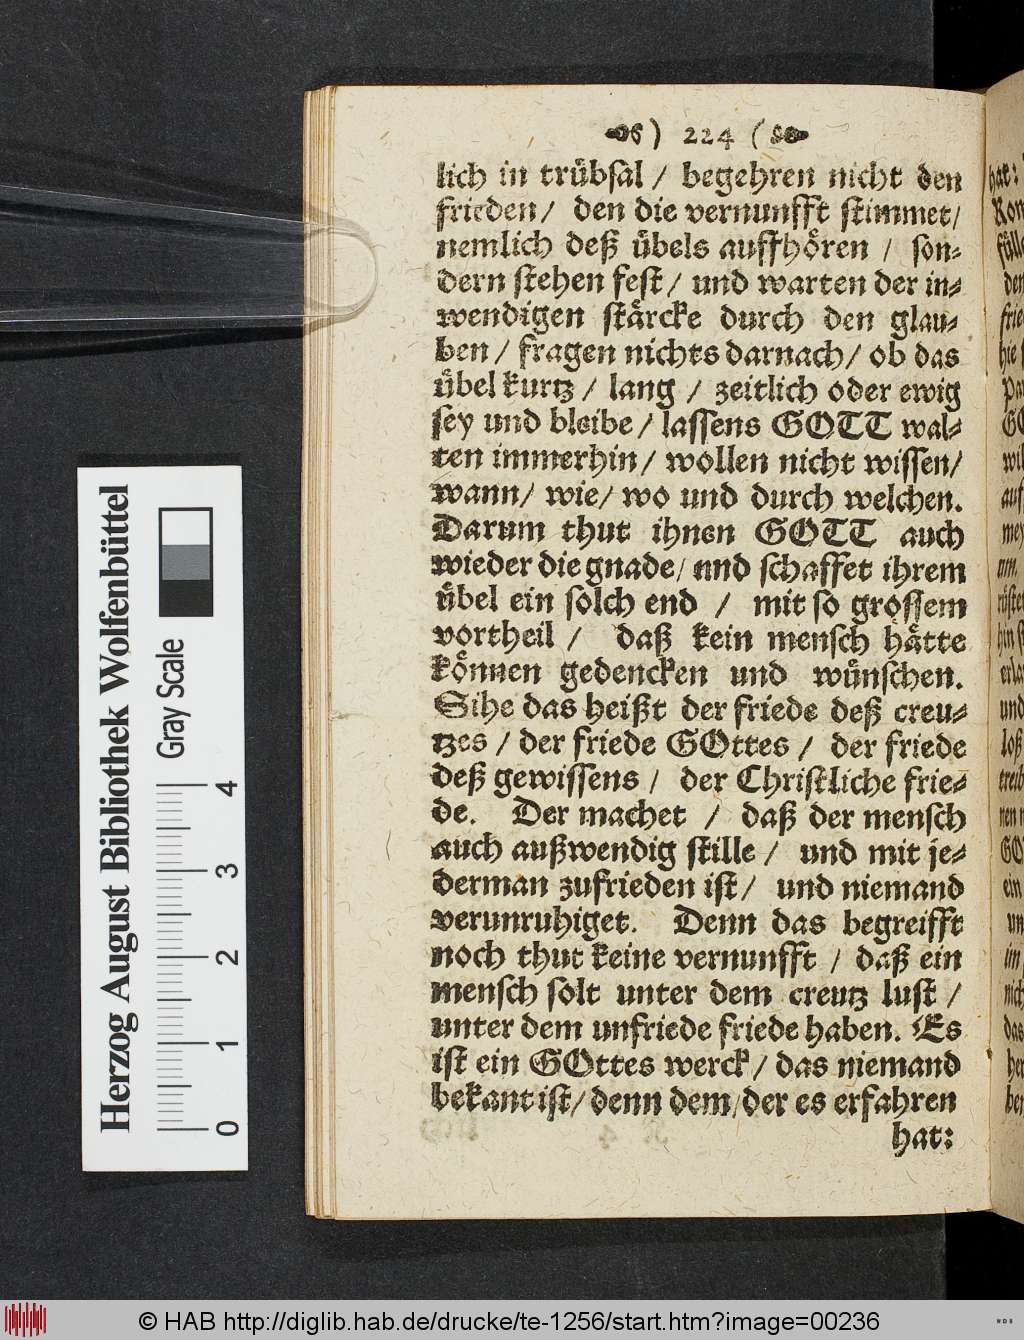 ) 224 (
lich in trübsal / begehren nicht den
frieden / den die vernunfft stimmet /
nemlich deß übels auffhören / son-
dern stehen fest / und warten der in-
wendigen stärcke durch den glau-
ben / fragen nichts darnach / ob das
übel kurtz / lang / zeitlich oder ewig
sey und bleibe / lassens GOTT wal-
ten immerhin / wollen nicht wissen /
wann / wie / wo und durch welchen.
Darum thut ihnen GOTT auch
wieder die gnade / und schaffet ihrem
übel ein solch end / mit so grossem
vortheil / daß kein mensch hätte
können gedencken und wünschen.
Sihe das heißt der friede deß creu-
tzes / der friede GOttes / der friede
deß gewissens / der Christliche frie-
de. Der machet / daß der mensch
auch außwendig stille / und mit je-
derman zufrieden ist / und niemand
verunruhiget. Denn das begreifft
noch thut keine vernunfft / daß ein
mensch solt unter dem creutz lust /
unter dem unfriede friede haben. Es
ist ein GOttes werck / das niemand
bekant ist / denn dem / der es erfahren
hat:
Herzog August Bibliothek Wolfenbüttel
Gray Scale
0 1 2 3 4
© HAB http://diglib.hab.de/drucke/te-1256/start.htm?image=00236